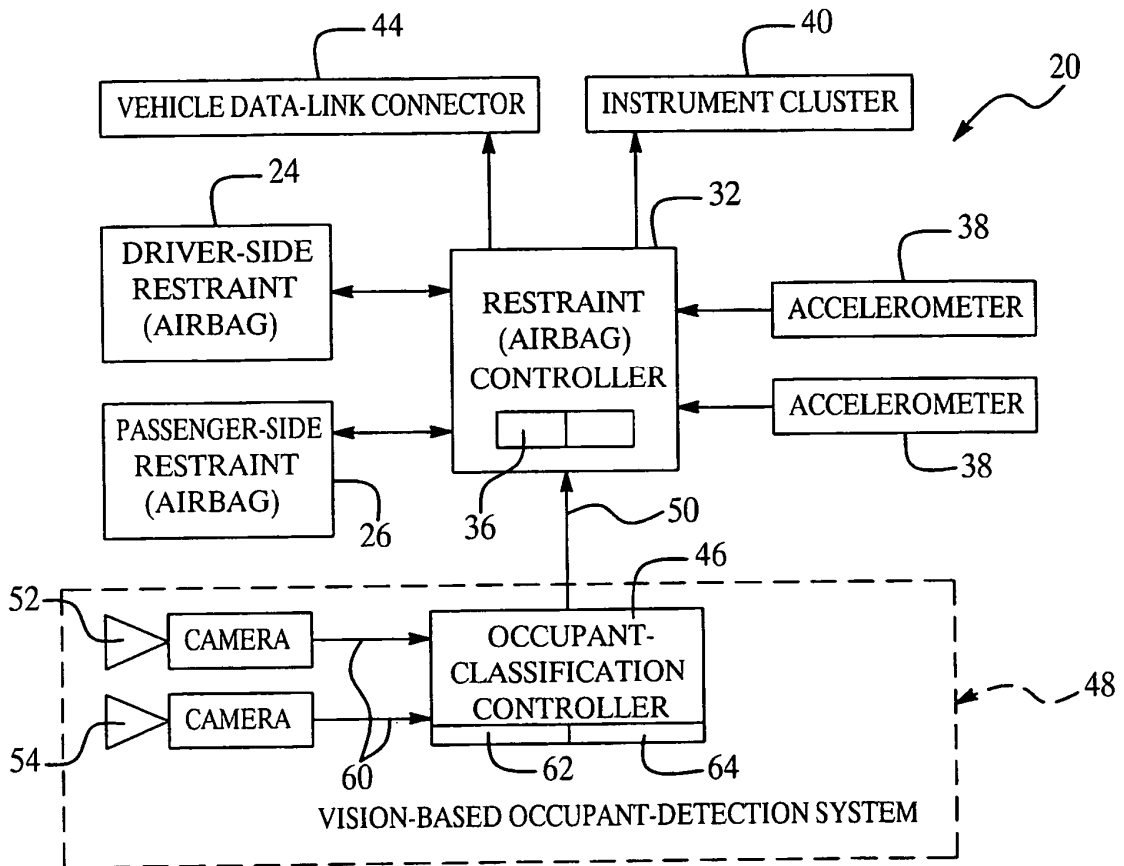 44
40
20
VEHICLE DATA-LINK CONNECTOR
INSTRUMENT CLUSTER
24
32
38
DRIVER-SIDE
RESTRAINT
(AIRBAG)
RESTRAINT
(AIRBAG)
CONTROLLER
ACCELEROMETER
PASSENGER-SIDE
RESTRAINT
(AIRBAG)
ACCELEROMETER
38
36
26
50
46
52
CAMERA
OCCUPANT-
CLASSIFICATION
CONTROLLER
48
CAMERA
54
60
62
64
VISION-BASED OCCUPANT-DETECTION SYSTEM